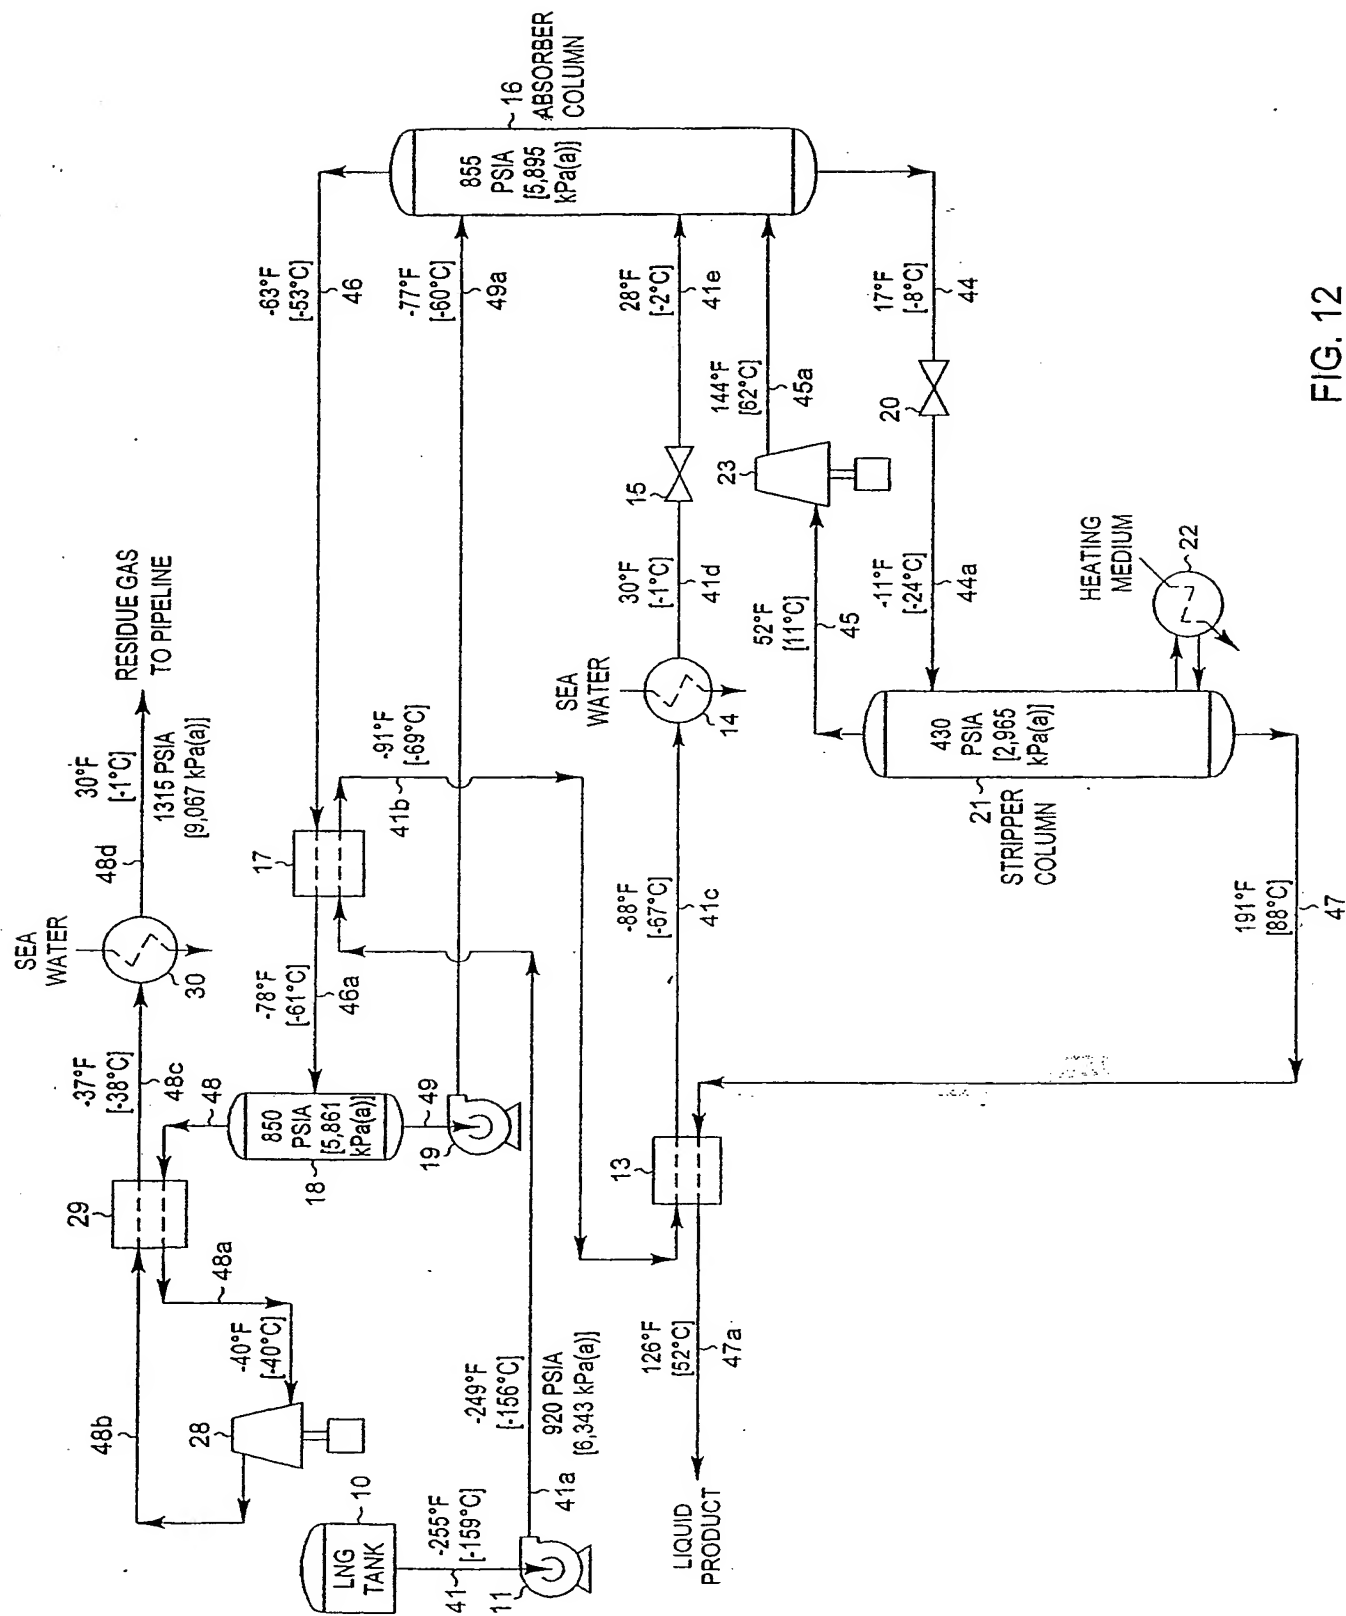 SEA
WATER
30
-37°F
[-38°C]
48c
48d
30°F
[-1°C]
1315 PSIA
[9,067 kPa(a)]
RESIDUE GAS
TO PIPELINE
29
48b
48a
-40°F
[-40°C]
28
48
850
PSIA
[5,861
kPa(a)]
18
49
19
-78°F
[-61°C]
46a
17
-63°F
[-53°C]
46
-91°F
[-69°C]
41b
-77°F
[-60°C]
49a
855
PSIA
[5,895
kPa(a)]
16
ABSORBER
COLUMN
LNG
TANK
10
-255°F
[-159°C]
41
11
-249°F
[-156°C]
920 PSIA
[6,343 kPa(a)]
41a
13
-88°F
[-67°C]
41c
SEA
WATER
14
30°F
[-1°C]
41d
15
28°F
[-2°C]
41e
52°F
[11°C]
45
23
144°F
[62°C]
45a
17°F
[-8°C]
44
20
-11°F
[-24°C]
44a
430
PSIA
[2,965
kPa(a)]
21
STRIPPER
COLUMN
HEATING
MEDIUM
22
191°F
[88°C]
47
126°F
[52°C]
47a
LIQUID
PRODUCT
FIG. 12